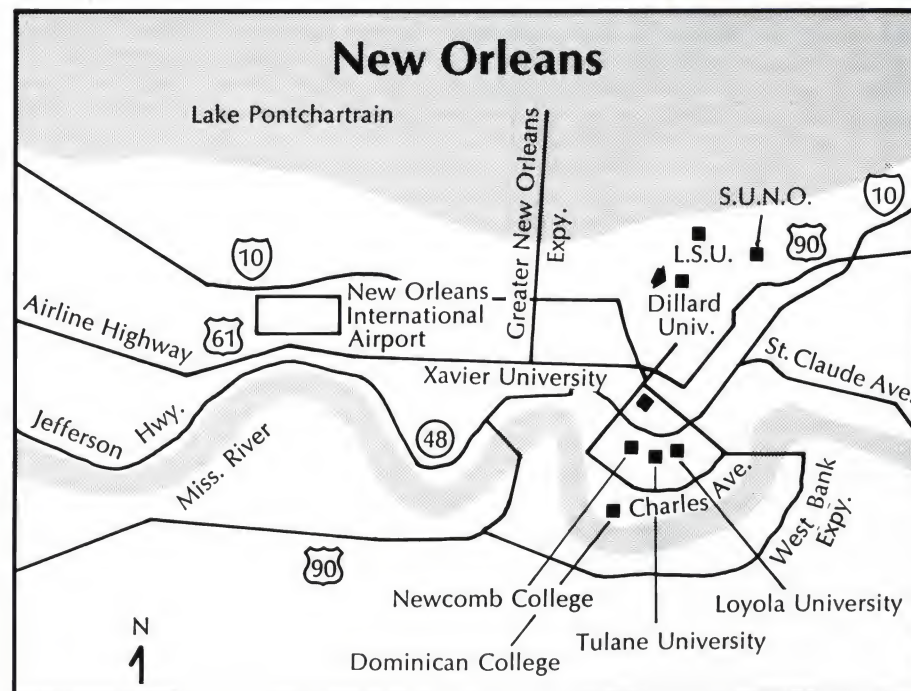 New Orleans
Lake Pontchartrain
Greater New Orleans
Expy.
S.U.N.O.
10
90
L.S.U.
10
New Orleans
International
Airport
Dillard
Univ.
61
Airline Highway
St. Claude Ave.
Xavier University
Jefferson Hwy.
48
Miss. River
Charles Ave.
West Bank
Expy.
90
Newcomb College
Loyola University
Tulane University
Dominican College
N
1